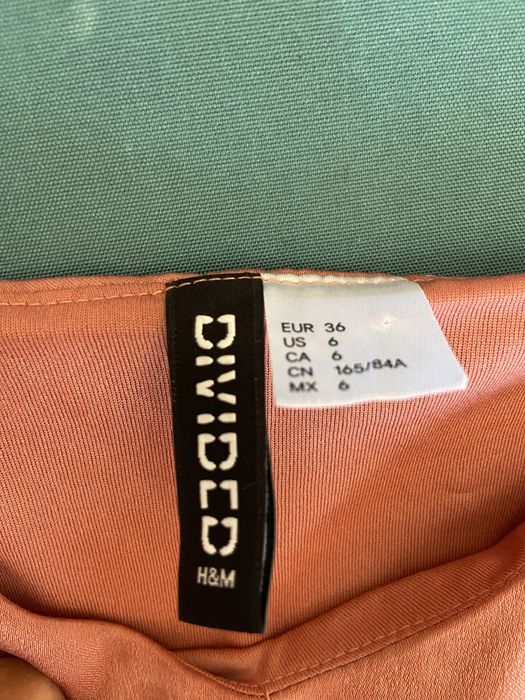 DIVIDED
H&M
EUR 36
US 6
CA 6
CN 165/84A
MX 6